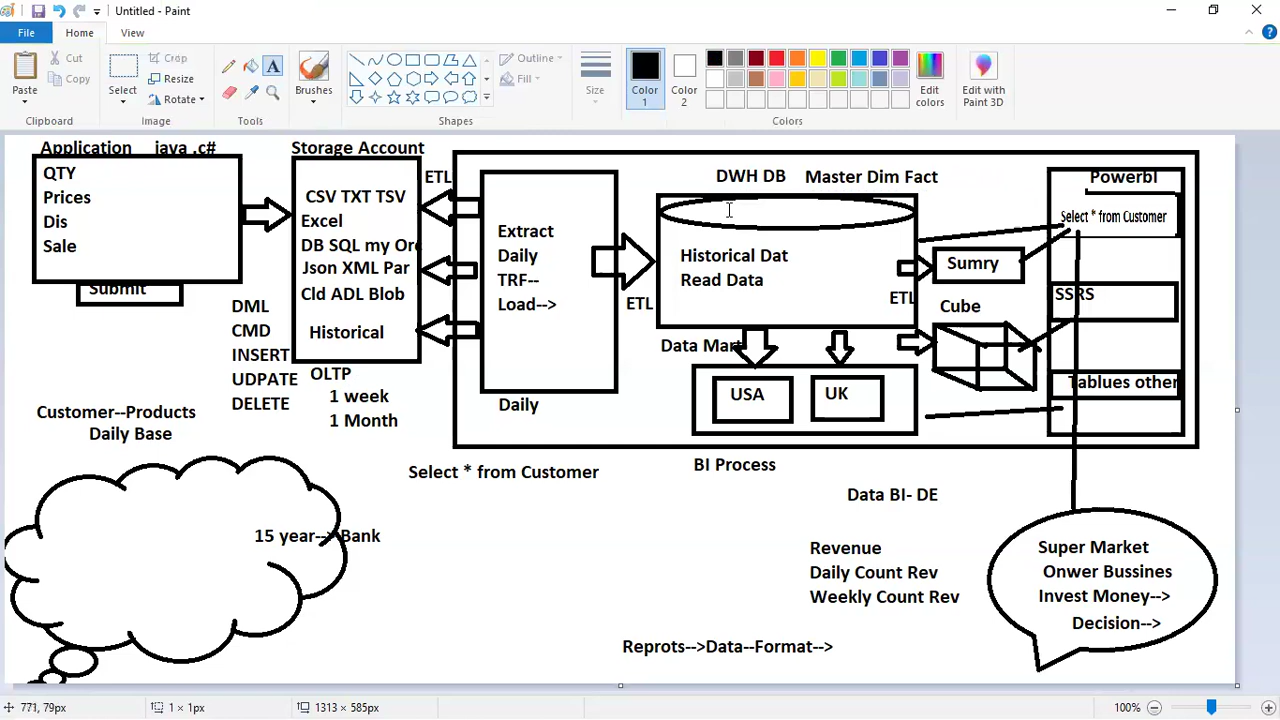 Untitled - Paint
File
Home
View
Paste
Cut
Copy
Clipboard
Select
Crop
Resize
Rotate
Image
A
Tools
Brushes
Outline
Fill
Shapes
Size
Color 1
Color 2
Edit colors
Edit with Paint 3D
Colors
Application java .c#
QTY
Prices
Dis
Sale
Submit
Storage Account
CSV TXT TSV
Excel
DB SQL my Orc
Json XML Par
Cld ADL Blob
Historical
DML
CMD
INSERT
UDPATE
DELETE
OLTP
1 week
1 Month
Customer--Products
Daily Base
15 year--> Bank
ETL
Extract
Daily
TRF--
Load-->
Daily
ETL
DWH DB
Master Dim Fact
Historical Dat
Read Data
ETL
Data Mart
USA
UK
Sumry
Cube
PowerbI
Select * from Customer
SSRS
Tablues other
Select * from Customer
BI Process
Data BI- DE
Revenue
Daily Count Rev
Weekly Count Rev
Reprots-->Data--Format-->
Super Market
Onwer Bussines
Invest Money-->
Decision-->
771, 79px
1 × 1px
1313 × 585px
100%